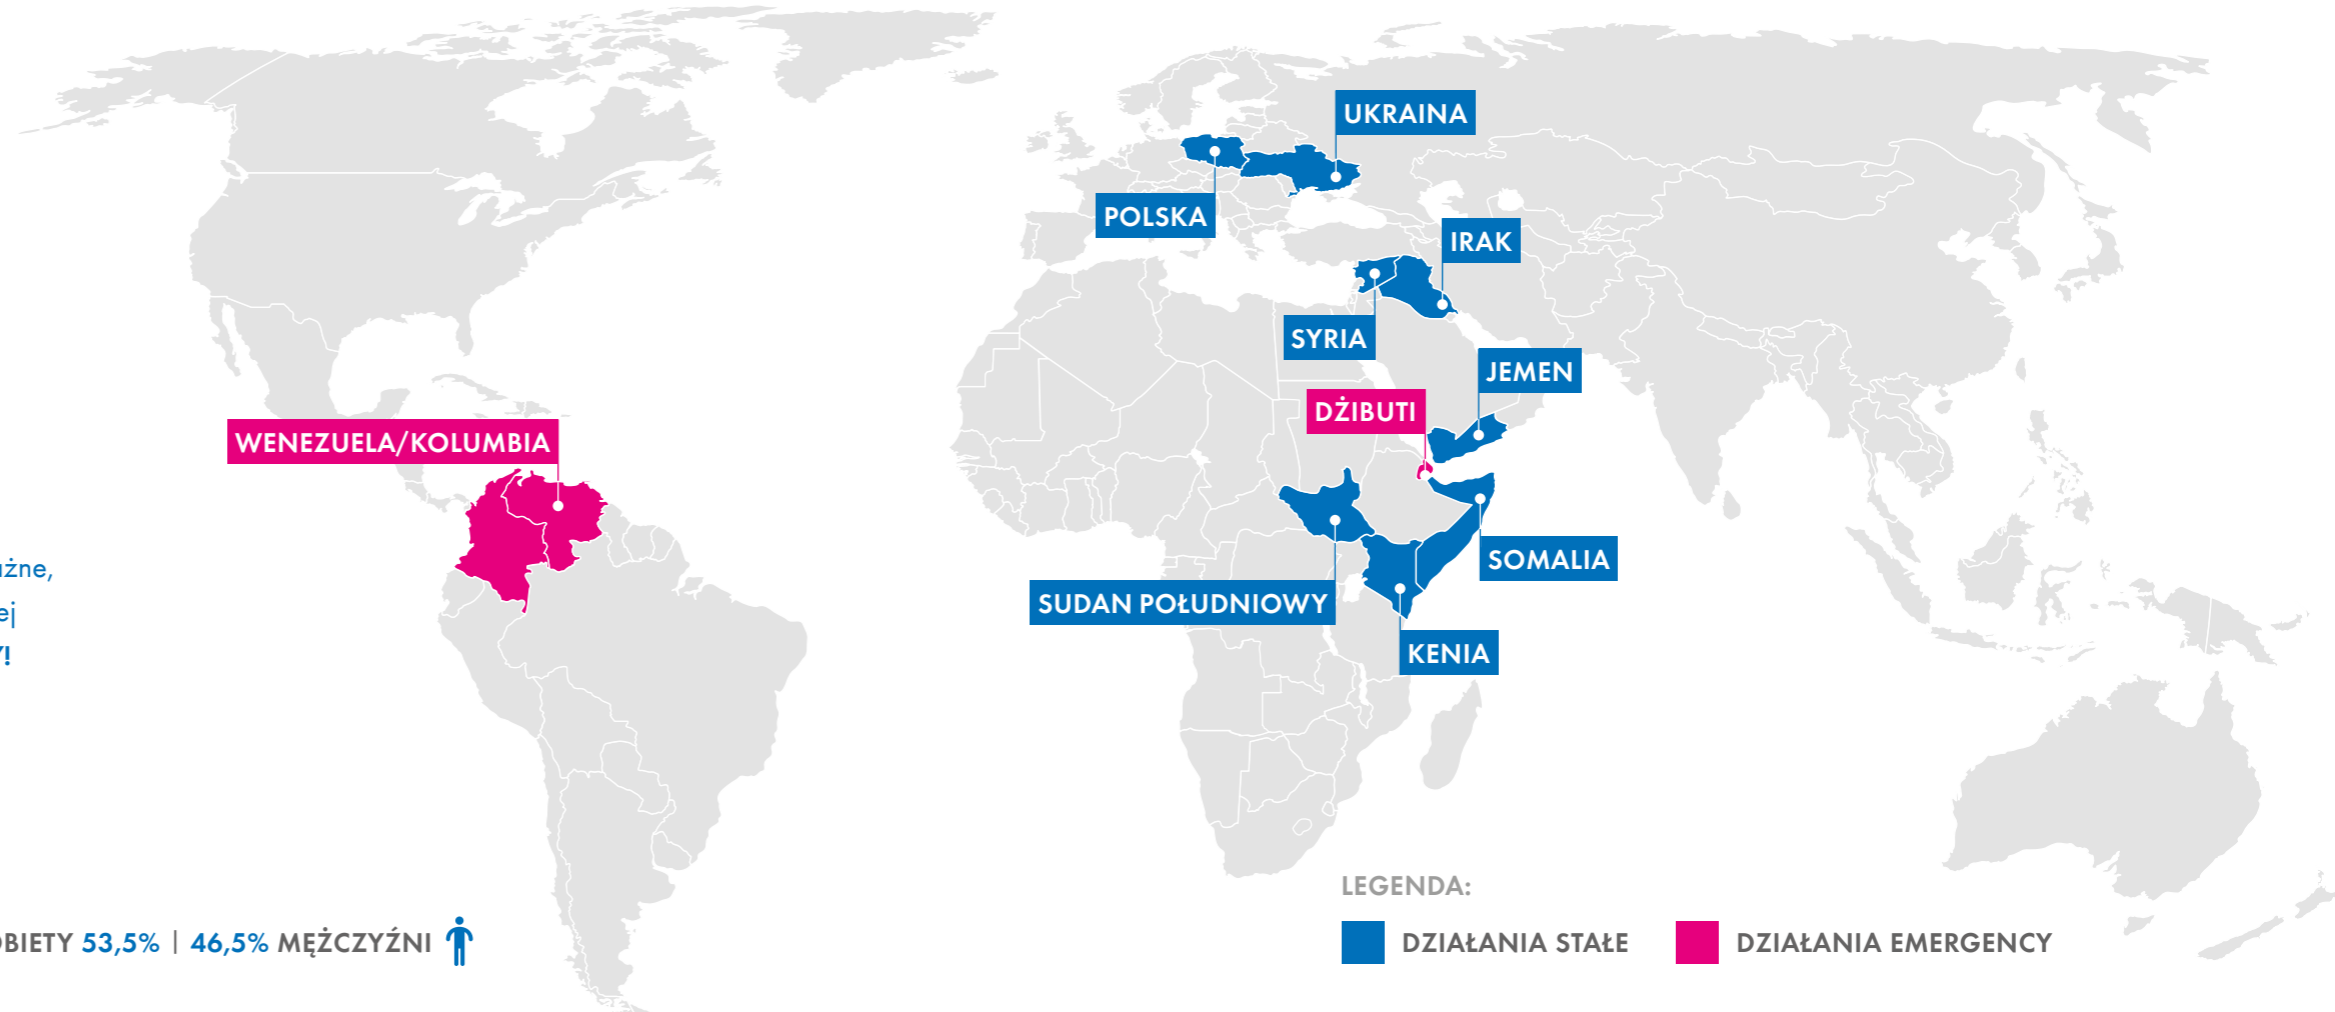 UKRAINA
POLSKA
IRAK
SYRIA
JEMEN
DŻIBUTI
WENEZUELA/KOLUMBIA
SOMALIA
SUDAN POŁUDNIOWY
KENIA
LEGENDA:
DZIAŁANIA STAŁE
DZIAŁANIA EMERGENCY
53,5% | 46,5% MĘŻCZYŹNI